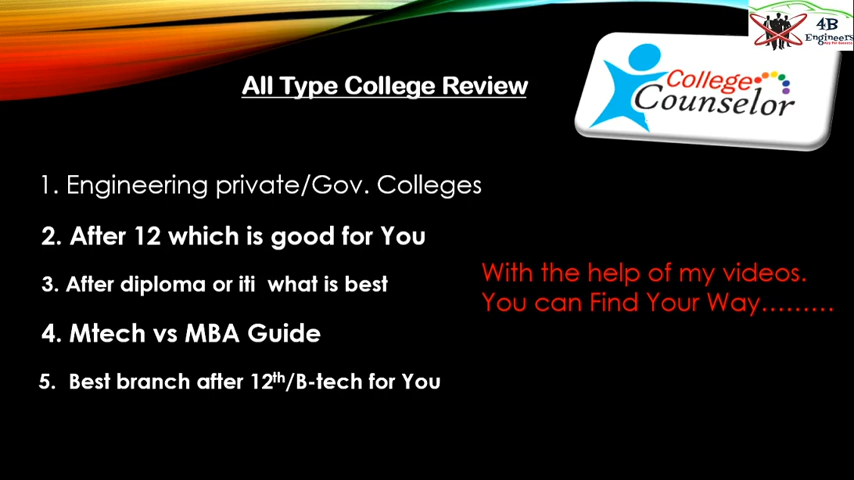 4B
Engineers
All Type College Review
College
Counselor
1. Engineering private/Gov. Colleges
2. After 12 which is good for You
3. After diploma or iti what is best
4. Mtech vs MBA Guide
5. Best branch after 12th/B-tech for You
With the help of my videos.
You can Find Your Way.........